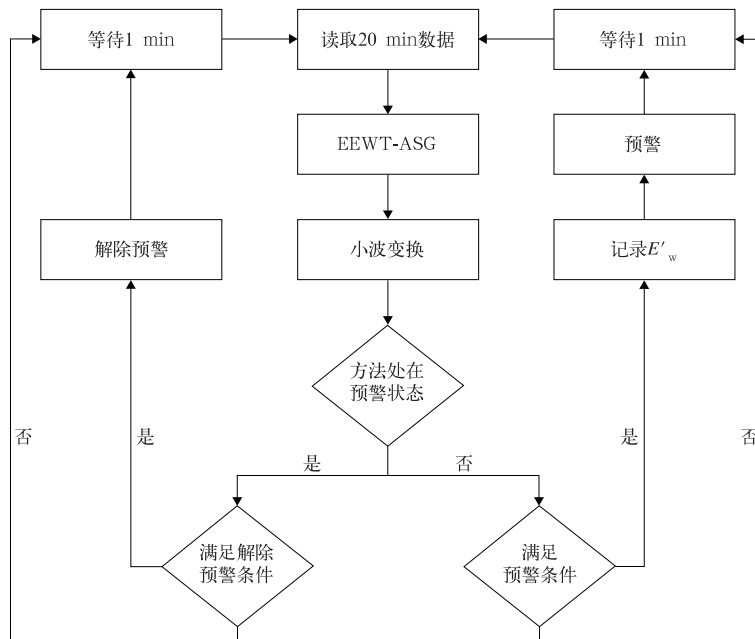 等待1 min
读取20 min数据
等待1 min
EEWT-ASG
预警
解除预警
小波变换
记录E′w
方法处在
预警状态
否
是
是
否
是
否
满足解除
预警条件
满足
预警条件